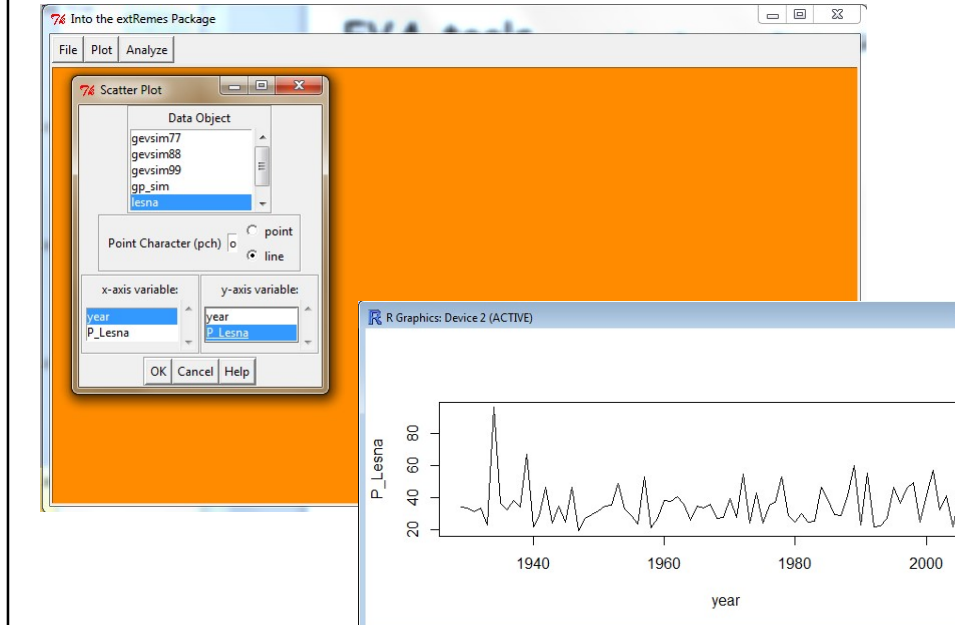 Into the extRemes Package
File Plot Analyze
Scatter Plot
Data Object
gevsim77
gevsim88
gevsim99
gp_sim
lesna
Point Character (pch) o
point
line
x-axis variable:
year
P_Lesna
y-axis variable:
year
P_Lesna
OK Cancel Help
R Graphics: Device 2 (ACTIVE)
P_Lesna
80
60
40
20
1940 1960 1980 2000
year